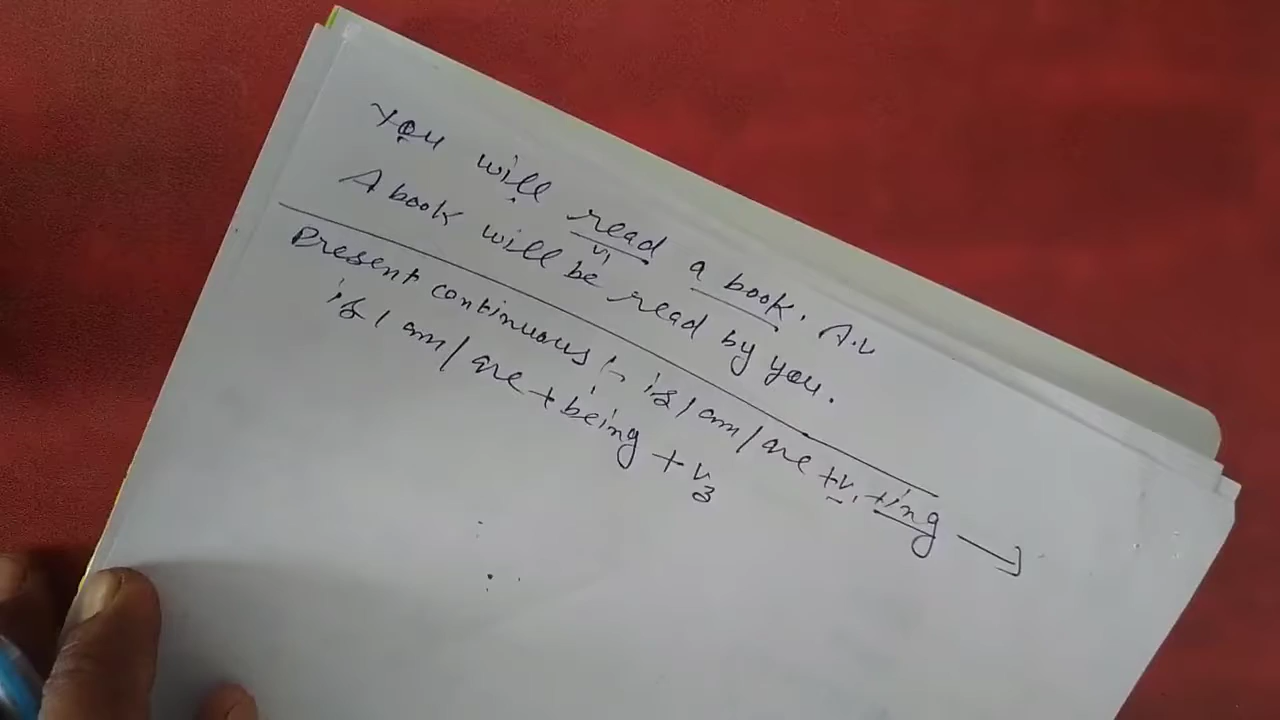 You will read a book. A.V
V1
A book will be read by you.
Present continuous :- is / am / are + V1 + ing →
is / am / are + being + V3